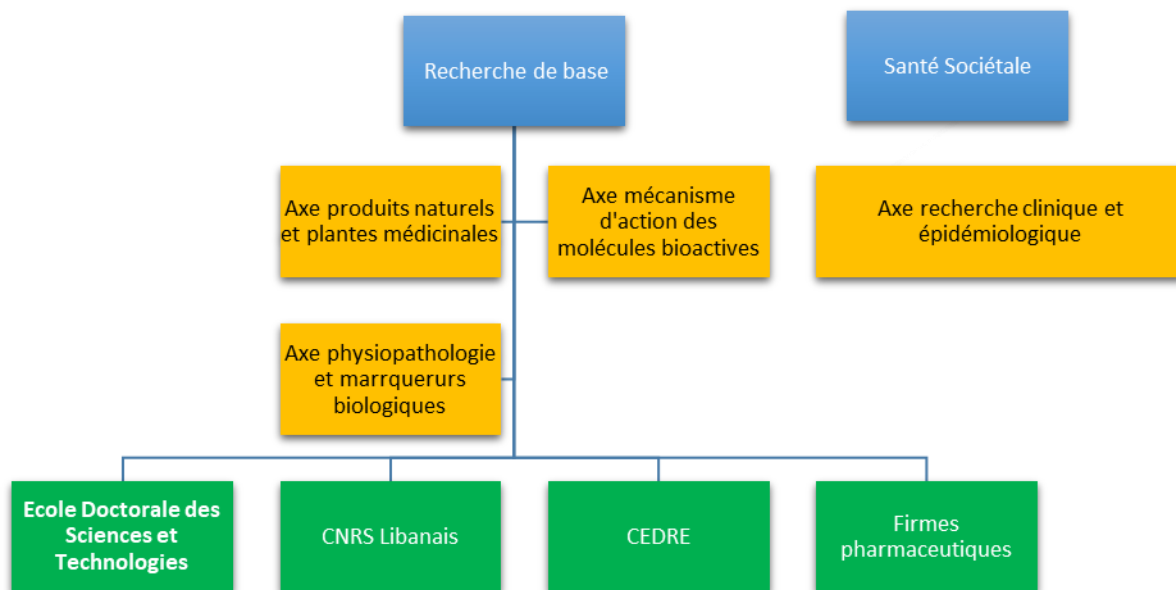 Recherche de base
Santé Sociétale
Axe produits naturels
et plantes médicinales
Axe mécanisme
d'action des
molécules bioactives
Axe recherche clinique et
épidémiologique
Axe physiopathologie
et marrquerurs
biologiques
Ecole Doctorale des
Sciences et
Technologies
CNRS Libanais
CEDRE
Firmes
pharmaceutiques